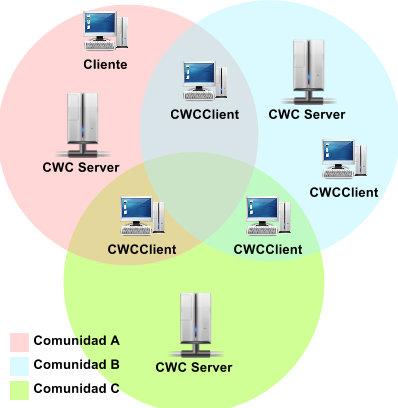 Cliente
CWCClient
CWC Server
CWC Server
CWCClient
CWCClient
CWCClient
CWC Server
Comunidad A
Comunidad B
Comunidad C